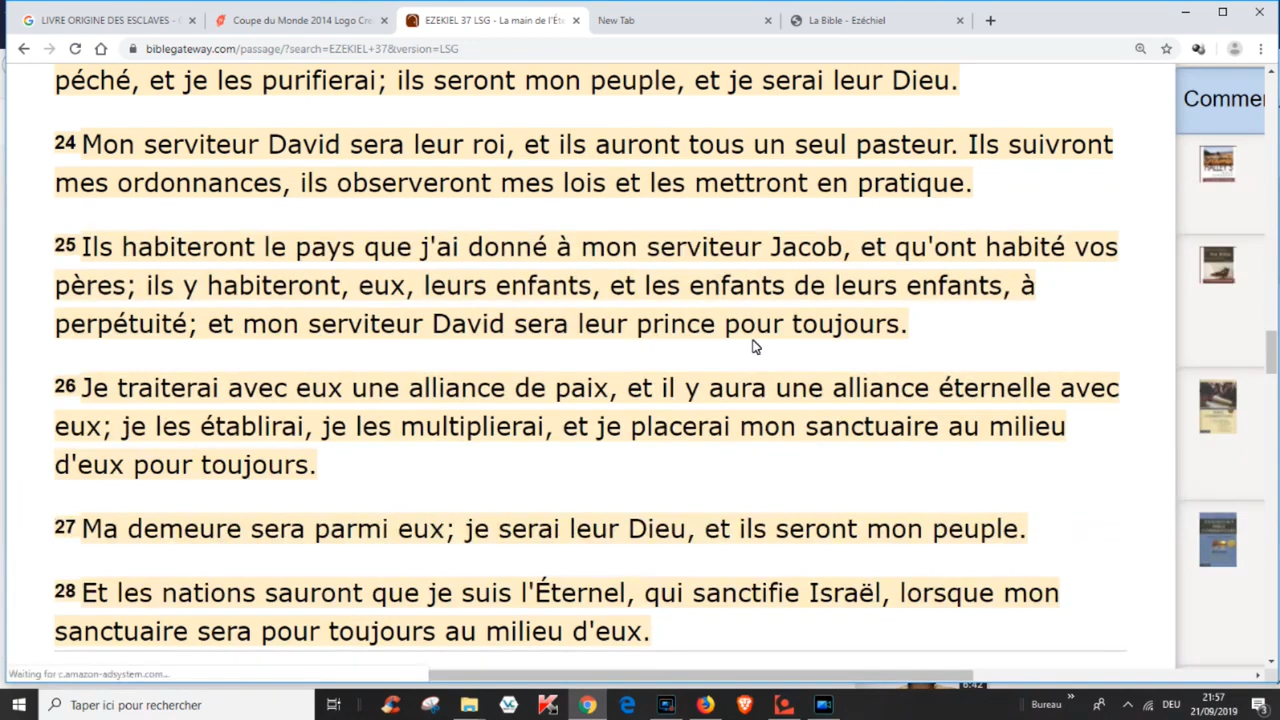 LIVRE ORIGINE DES ESCLAVES -
Coupe du Monde 2014 Logo Cre
EZEKIEL 37 LSG - La main de l'Éte
New Tab
La Bible - Ezéchiel
biblegateway.com/passage/?search=EZEKIEL+37&version=LSG
péché, et je les purifierai; ils seront mon peuple, et je serai leur Dieu.
24 Mon serviteur David sera leur roi, et ils auront tous un seul pasteur. Ils suivront
mes ordonnances, ils observeront mes lois et les mettront en pratique.
25 Ils habiteront le pays que j'ai donné à mon serviteur Jacob, et qu'ont habité vos
pères; ils y habiteront, eux, leurs enfants, et les enfants de leurs enfants, à
perpétuité; et mon serviteur David sera leur prince pour toujours.
26 Je traiterai avec eux une alliance de paix, et il y aura une alliance éternelle avec
eux; je les établirai, je les multiplierai, et je placerai mon sanctuaire au milieu
d'eux pour toujours.
27 Ma demeure sera parmi eux; je serai leur Dieu, et ils seront mon peuple.
28 Et les nations sauront que je suis l'Éternel, qui sanctifie Israël, lorsque mon
sanctuaire sera pour toujours au milieu d'eux.
Commer
Waiting for c.amazon-adsystem.com...
Taper ici pour rechercher
Bureau
DEU
21:57
21/09/2019